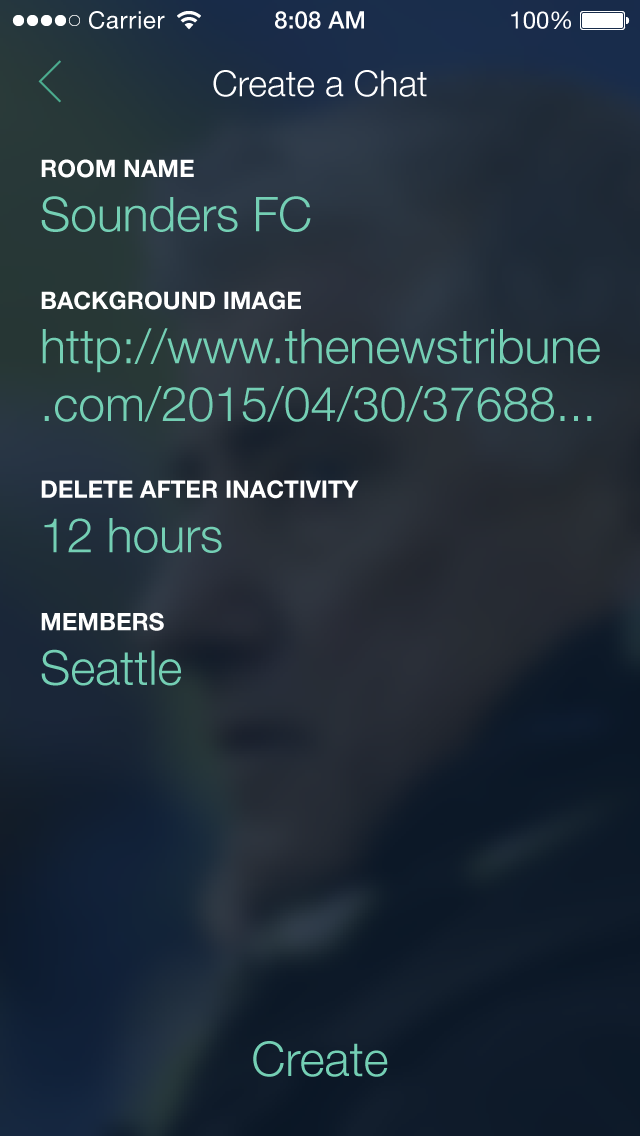 Carrier 8:08 AM 100%
Create a Chat
ROOM NAME
Sounders FC
BACKGROUND IMAGE
http://www.thenewstribune
.com/2015/04/30/37688...
DELETE AFTER INACTIVITY
12 hours
MEMBERS
Seattle
Create